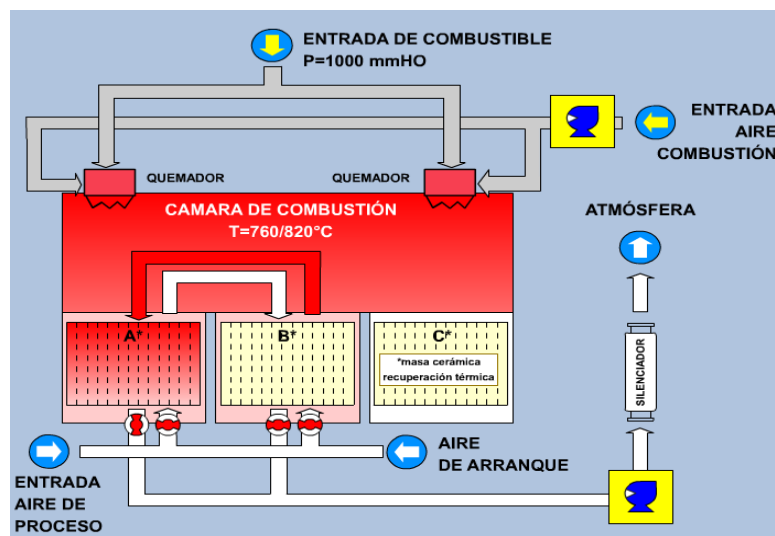 ENTRADA DE COMBUSTIBLE
P=1000 mmHO
ENTRADA
AIRE
COMBUSTIÓN
QUEMADOR
QUEMADOR
CAMARA DE COMBUSTIÓN
T=760/820°C
ATMÓSFERA
A*
B*
C*
*masa cerámica
recuperación térmica
SILENCIADOR
AIRE
DE ARRANQUE
ENTRADA
AIRE DE
PROCESO